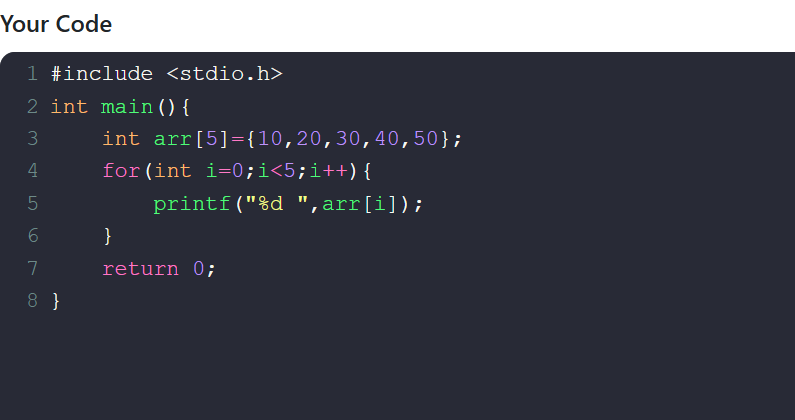 Your Code
1 #include <stdio.h>
2 int main(){
3     int arr[5]={10,20,30,40,50};
4     for(int i=0;i<5;i++){
5         printf("%d ",arr[i]);
6     }
7     return 0;
8 }